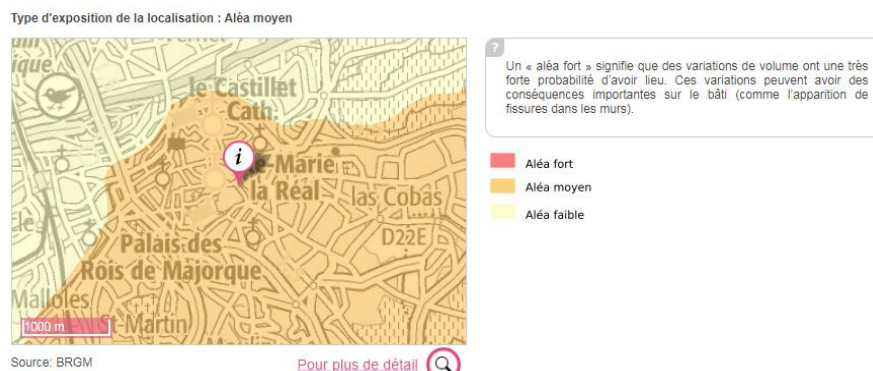 Type d'exposition de la localisation : Aléa moyen
ique
le Castillet
Cath.
i
Marie
la Réal
las Cobas
D22E
Palais des
Rois de Majorque
Malloles
St-Martin
1000 m
Source: BRGM
Pour plus de détail
?
Un « aléa fort » signifie que des variations de volume ont une très
forte probabilité d'avoir lieu. Ces variations peuvent avoir des
conséquences importantes sur le bâti (comme l'apparition de
fissures dans les murs).
Aléa fort
Aléa moyen
Aléa faible